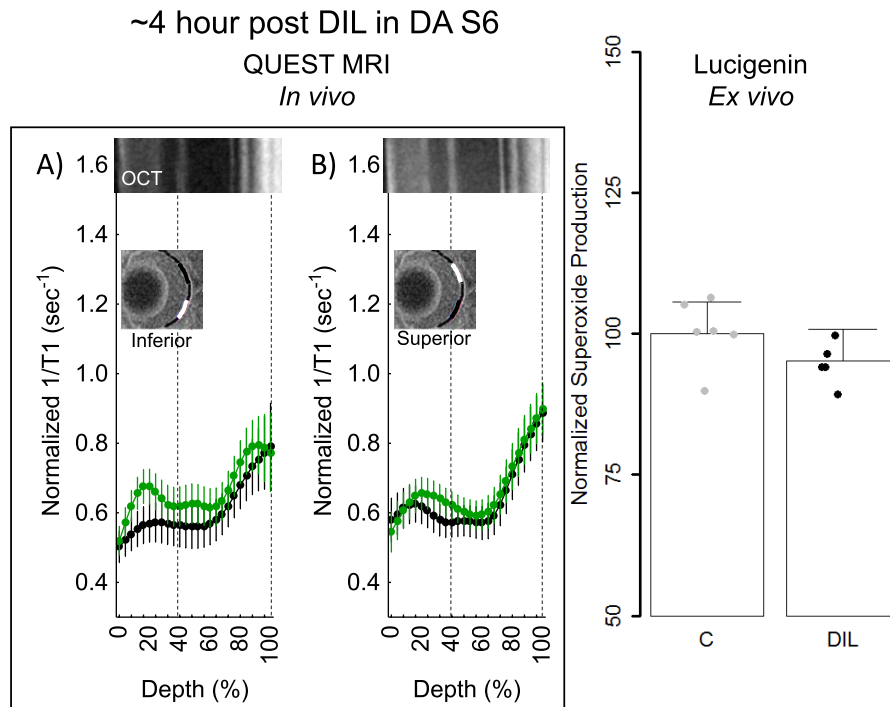 ~4 hour post DIL in DA S6
QUEST MRI
In vivo
Lucigenin
Ex vivo
A)
OCT
Inferior
Normalized 1/T1 (sec-1)
1.6
1.4
1.2
1.0
0.8
0.6
0.4
0
20
40
60
80
100
Depth (%)
B)
Superior
Normalized 1/T1 (sec-1)
1.6
1.4
1.2
1.0
0.8
0.6
0.4
0
20
40
60
80
100
Depth (%)
Normalized Superoxide Production
150
125
100
75
50
C
DIL